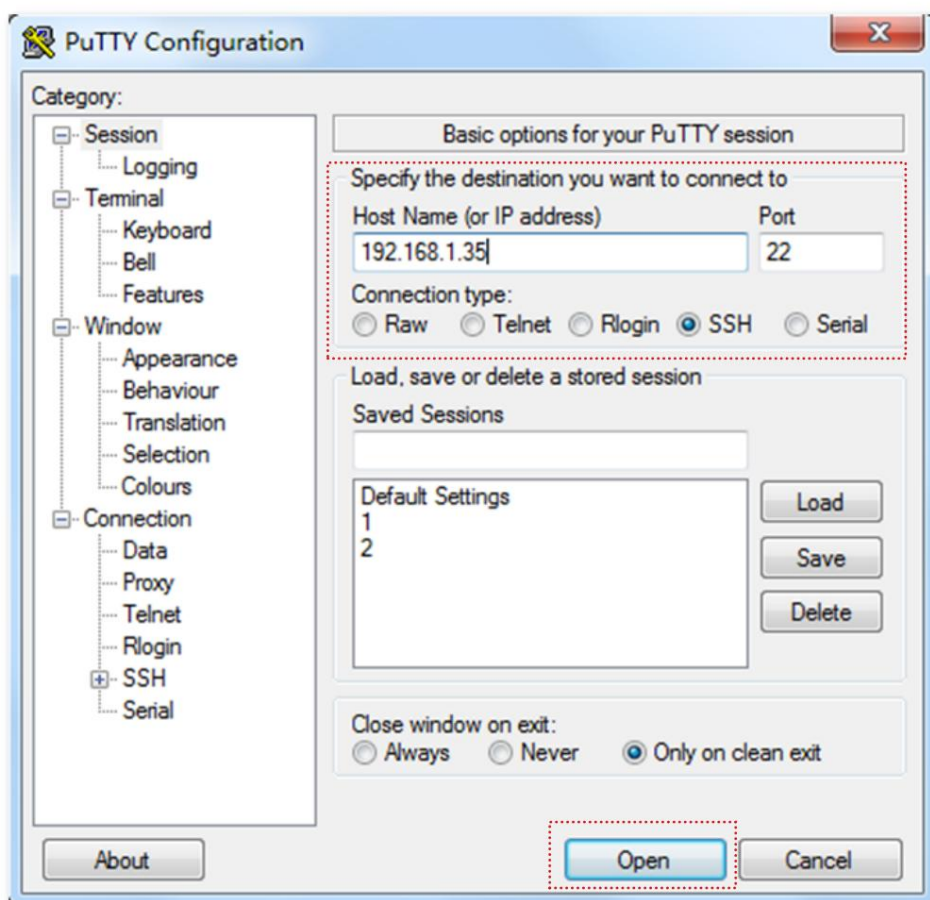 PuTTY Configuration
Category:
Session
Logging
Terminal
Keyboard
Bell
Features
Window
Appearance
Behaviour
Translation
Selection
Colours
Connection
Data
Proxy
Telnet
Rlogin
SSH
Serial
Basic options for your PuTTY session
Specify the destination you want to connect to
Host Name (or IP address) Port
192.168.1.35 22
Connection type:
Raw Telnet Rlogin SSH Serial
Load, save or delete a stored session
Saved Sessions
Default Settings
1
2
Load
Save
Delete
Close window on exit:
Always Never Only on clean exit
About Open Cancel